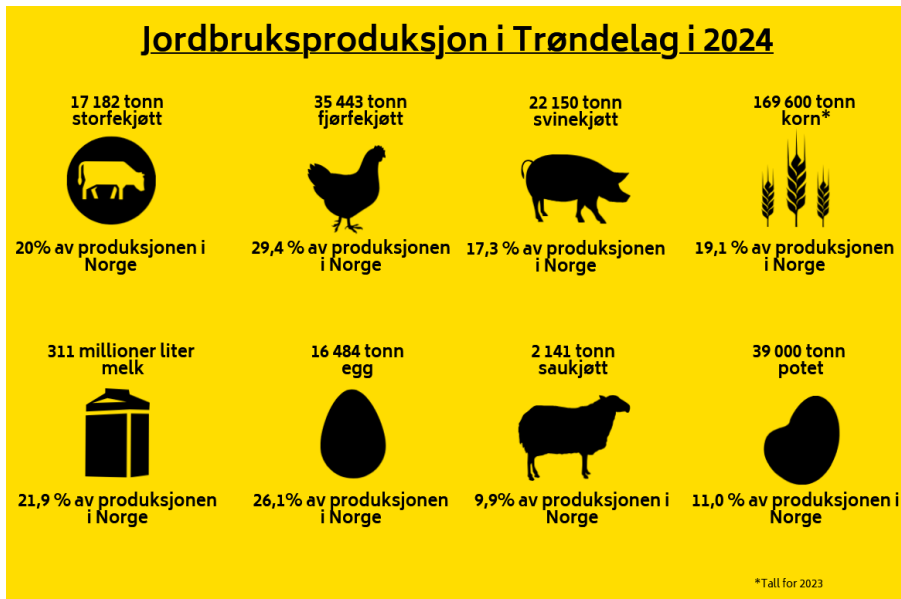 Jordbruksproduksjon i Trøndelag i 2024
17 182 tonn
storfekjøtt
20% av produksjonen i
Norge
35 443 tonn
fjørfekjøtt
29,4 % av produksjonen
i Norge
22 150 tonn
svinekjøtt
17,3 % av produksjonen
i Norge
169 600 tonn
korn*
19,1 % av produksjonen
i Norge
311 millioner liter
melk
21,9 % av produksjonen
i Norge
16 484 tonn
egg
26,1% av produksjonen
i Norge
2 141 tonn
saukjøtt
9,9% av produksjonen i
Norge
39 000 tonn
potet
11,0 % av produksjonen i
Norge
*Tall for 2023